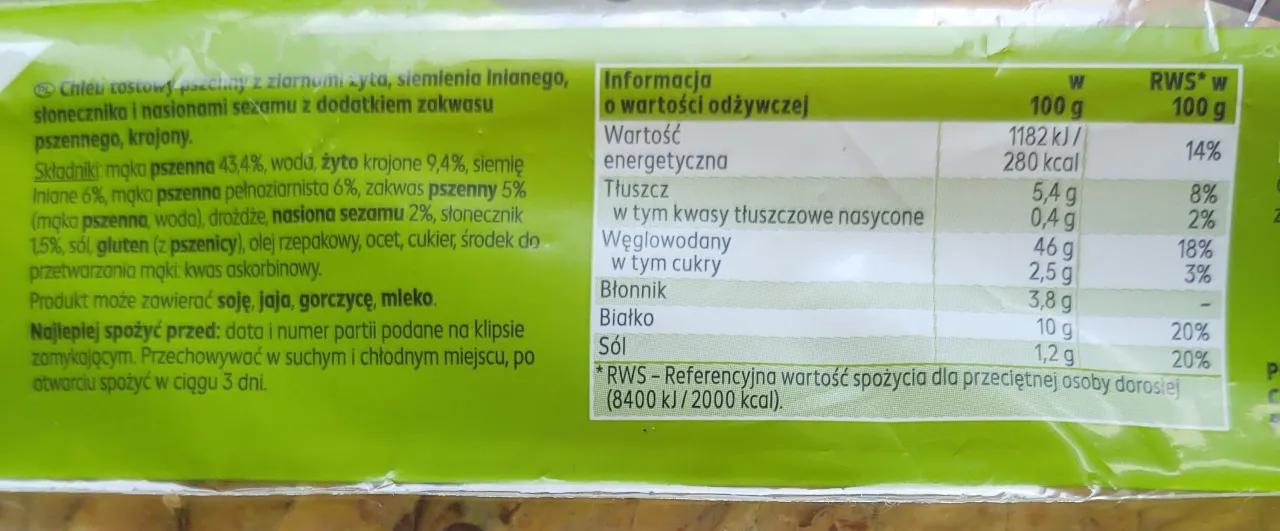 PL Chleb tostowy pszenny z ziarnami żyta, siemienia lnianego,
słonecznika i nasionami sezamu z dodatkiem zakwasu
pszennego, krojony.
Składniki: mąka pszenna 43,4%, woda, żyto krojone 9,4%, siemię
lniane 6%, mąka pszenna pełnoziarnista 6%, zakwas pszenny 5%
(mąka pszenna, woda), drożdże, nasiona sezamu 2%, słonecznik
1,5%, sól, gluten (z pszenicy), olej rzepakowy, ocet, cukier, środek do
przetwarzania mąki: kwas askorbinowy.
Produkt może zawierać soję, jaja, gorczycę, mleko.
Najlepiej spożyć przed: data i numer partii podane na klipsie
zamykającym. Przechowywać w suchym i chłodnym miejscu, po
otwarciu spożyć w ciągu 3 dni.
Informacja w RWS* w
o wartości odżywczej 100 g 100 g
Wartość 1182 kJ /
energetyczna 280 kcal 14%
Tłuszcz 5,4 g 8%
w tym kwasy tłuszczowe nasycone 0,4 g 2%
Węglowodany 46 g 18%
w tym cukry 2,5 g 3%
Błonnik 3,8 g -
Białko 10 g 20%
Sól 1,2 g 20%
* RWS – Referencyjna wartość spożycia dla przeciętnej osoby dorosłej
(8400 kJ / 2000 kcal).